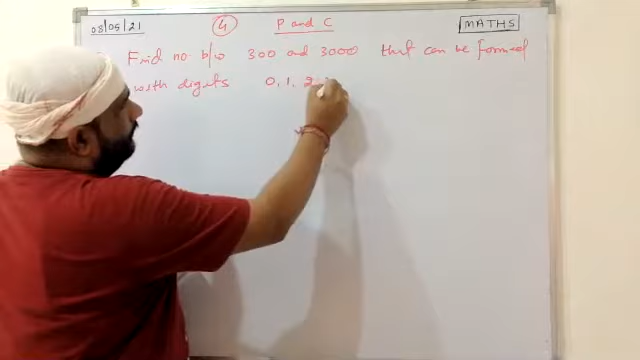 03/05/21 4 P and C MATHS
Find no b/w 300 and 3000 that can be formed
with digits 0, 1, 2